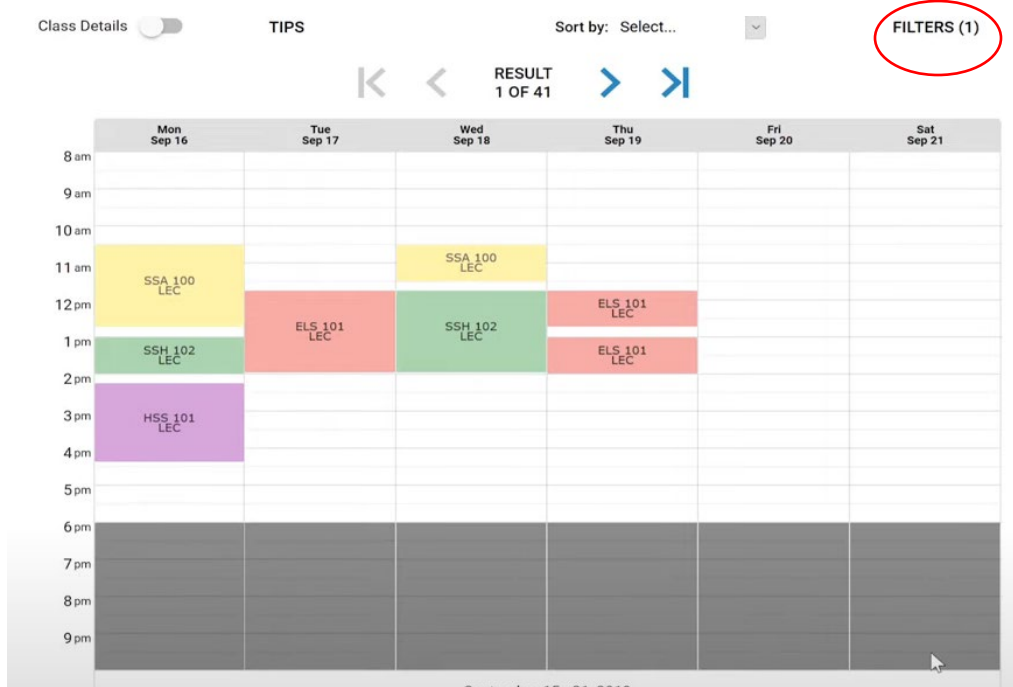 Class Details TIPS Sort by: Select... FILTERS (1)
RESULT
1 OF 41
Mon Tue Wed Thu Fri Sat
Sep 16 Sep 17 Sep 18 Sep 19 Sep 20 Sep 21
8 am
9 am
10 am
SSA 100
LEC
11 am
SSA 100
LEC
12 pm
ELS 101
LEC
ELS 101
LEC
SSH 102
LEC
1 pm
SSH 102
LEC
ELS 101
LEC
2 pm
3 pm
HSS 101
LEC
4 pm
5 pm
6 pm
7 pm
8 pm
9 pm